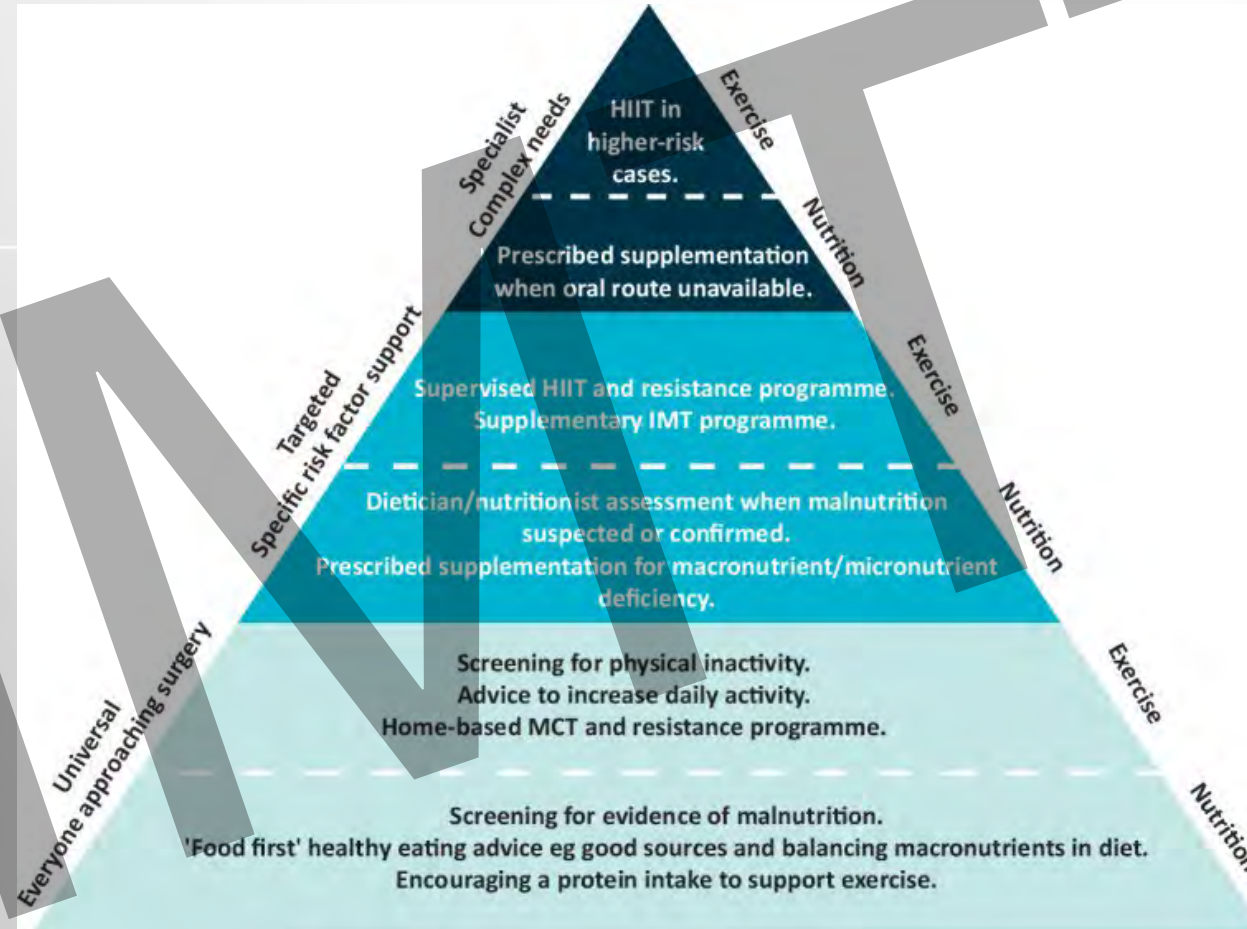 HIIT in
higher-risk
cases.
Prescribed supplementation
when oral route unavailable.
Specialist
Complex needs
Exercise
Nutrition
Supervised HIIT and resistance programme.
Supplementary IMT programme.
Dietician/nutritionist assessment when malnutrition
suspected or confirmed.
Prescribed supplementation for macronutrient/micronutrient
deficiency.
Targeted
Specific risk factor support
Exercise
Nutrition
Screening for physical inactivity.
Advice to increase daily activity.
Home-based MCT and resistance programme.
Screening for evidence of malnutrition.
'Food first' healthy eating advice eg good sources and balancing macronutrients in diet.
Encouraging a protein intake to support exercise.
Universal
Everyone approaching surgery
Exercise
Nutrition